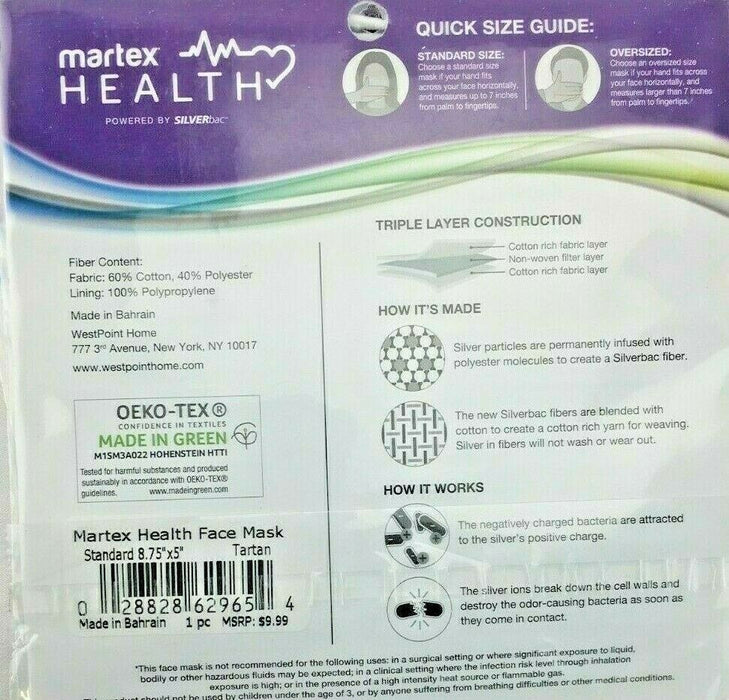 martex
HEALTH
POWERED BY SILVERbac™
QUICK SIZE GUIDE:
STANDARD SIZE:
Choose a standard size
mask if your hand fits
across your face horizontally,
and measures up to 7 inches
from palm to fingertips.
OVERSIZED:
Choose an oversized size
mask if your hand fits across
your face horizontally, and
measures larger than 7 inches
from palm to fingertips.
Fiber Content:
Fabric: 60% Cotton, 40% Polyester
Lining: 100% Polypropylene
Made in Bahrain
WestPoint Home
777 3rd Avenue, New York, NY 10017
www.westpointhome.com
OEKO-TEX®
CONFIDENCE IN TEXTILES
MADE IN GREEN
M1SM3A022 HOHENSTEIN HTTI
Tested for harmful substances and produced
sustainably in accordance with OEKO-TEX®
guidelines. www.madeingreen.com
Martex Health Face Mask
Standard 8.75"x5" Tartan
0 28828 62965 4
Made in Bahrain 1 pc MSRP: $9.99
TRIPLE LAYER CONSTRUCTION
Cotton rich fabric layer
Non-woven filter layer
Cotton rich fabric layer
HOW IT'S MADE
Silver particles are permanently infused with
polyester molecules to create a Silverbac fiber.
The new Silverbac fibers are blended with
cotton to create a cotton rich yarn for weaving.
Silver in fibers will not wash or wear out.
HOW IT WORKS
The negatively charged bacteria are attracted
to the silver's positive charge.
The silver ions break down the cell walls and
destroy the odor-causing bacteria as soon as
they come in contact.
*This face mask is not recommended for the following uses: in a surgical setting or where significant exposure to liquid,
bodily or other hazardous fluids may be expected; in a clinical setting where the infection risk level through inhalation
exposure is high; or in the presence of a high intensity heat source or flammable gas.
product should not be used by children under the age of 3, or by anyone suffering from breathing difficulties or other medical conditions.